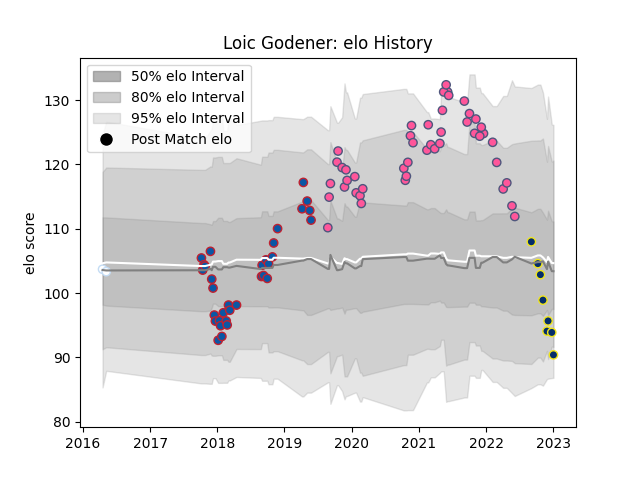 Loic Godener: elo History
50% elo Interval
80% elo Interval
95% elo Interval
Post Match elo
elo score
130
120
110
100
90
80
2016 2017 2018 2019 2020 2021 2022 2023